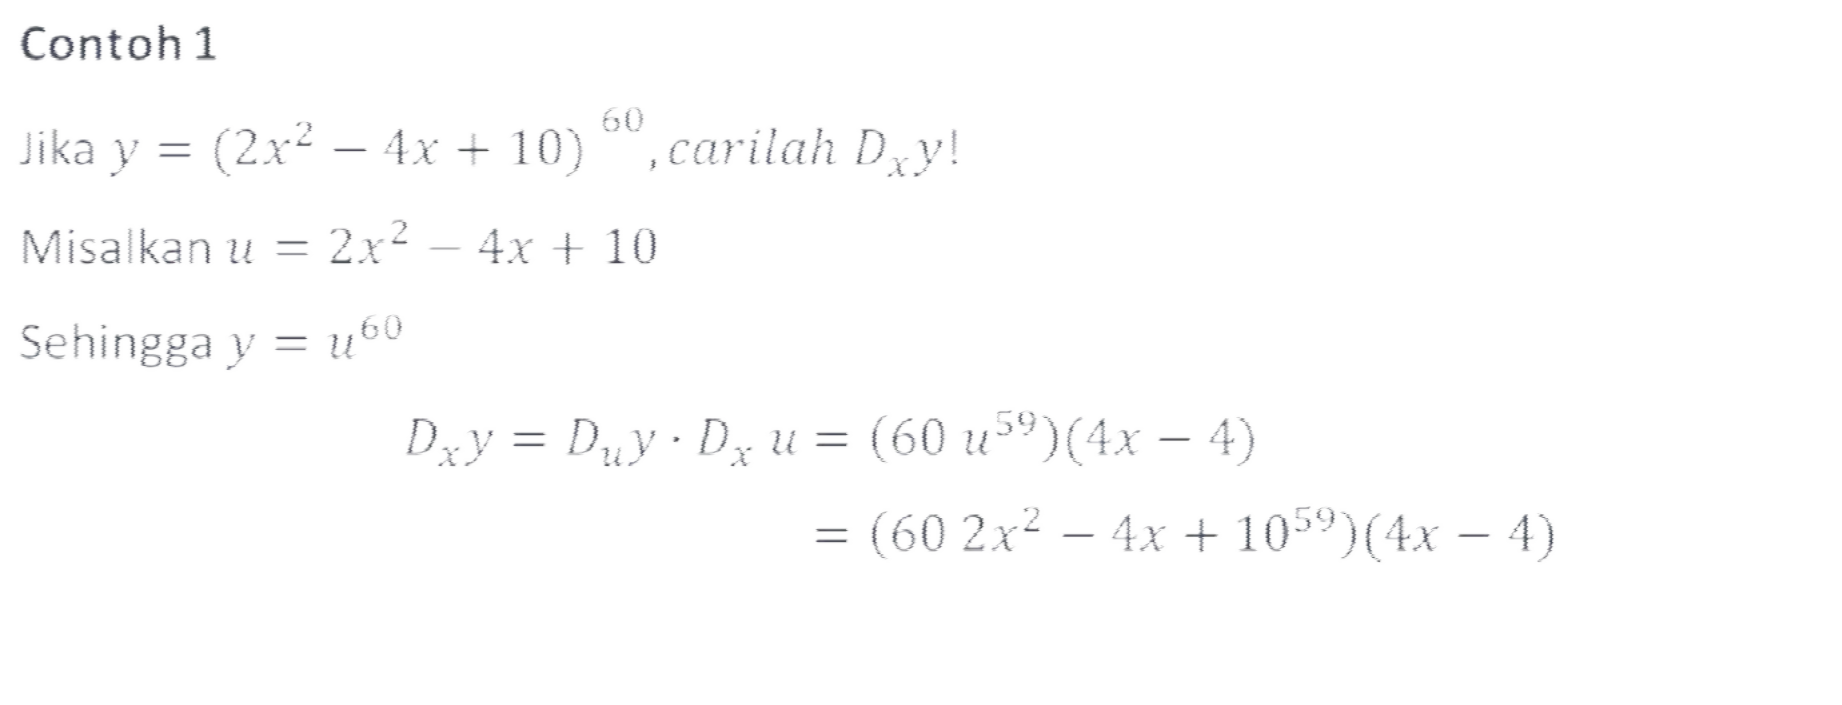 Contoh 1
Jika y = (2x² − 4x + 10) ⁶⁰, carilah Dₓy!
Misalkan u = 2x² − 4x + 10
Sehingga y = u⁶⁰
Dₓy = Dᵤy · Dₓ u = (60 u⁵⁹)(4x − 4)
= (60 2x² − 4x + 10⁵⁹)(4x − 4)